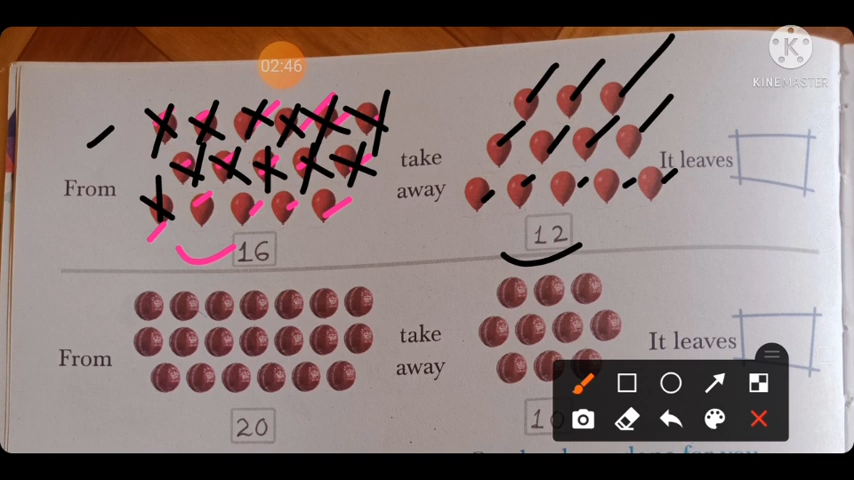 02:46
K
KINEMASTER
From
take
away
It leaves
16
12
From
take
away
It leaves
20